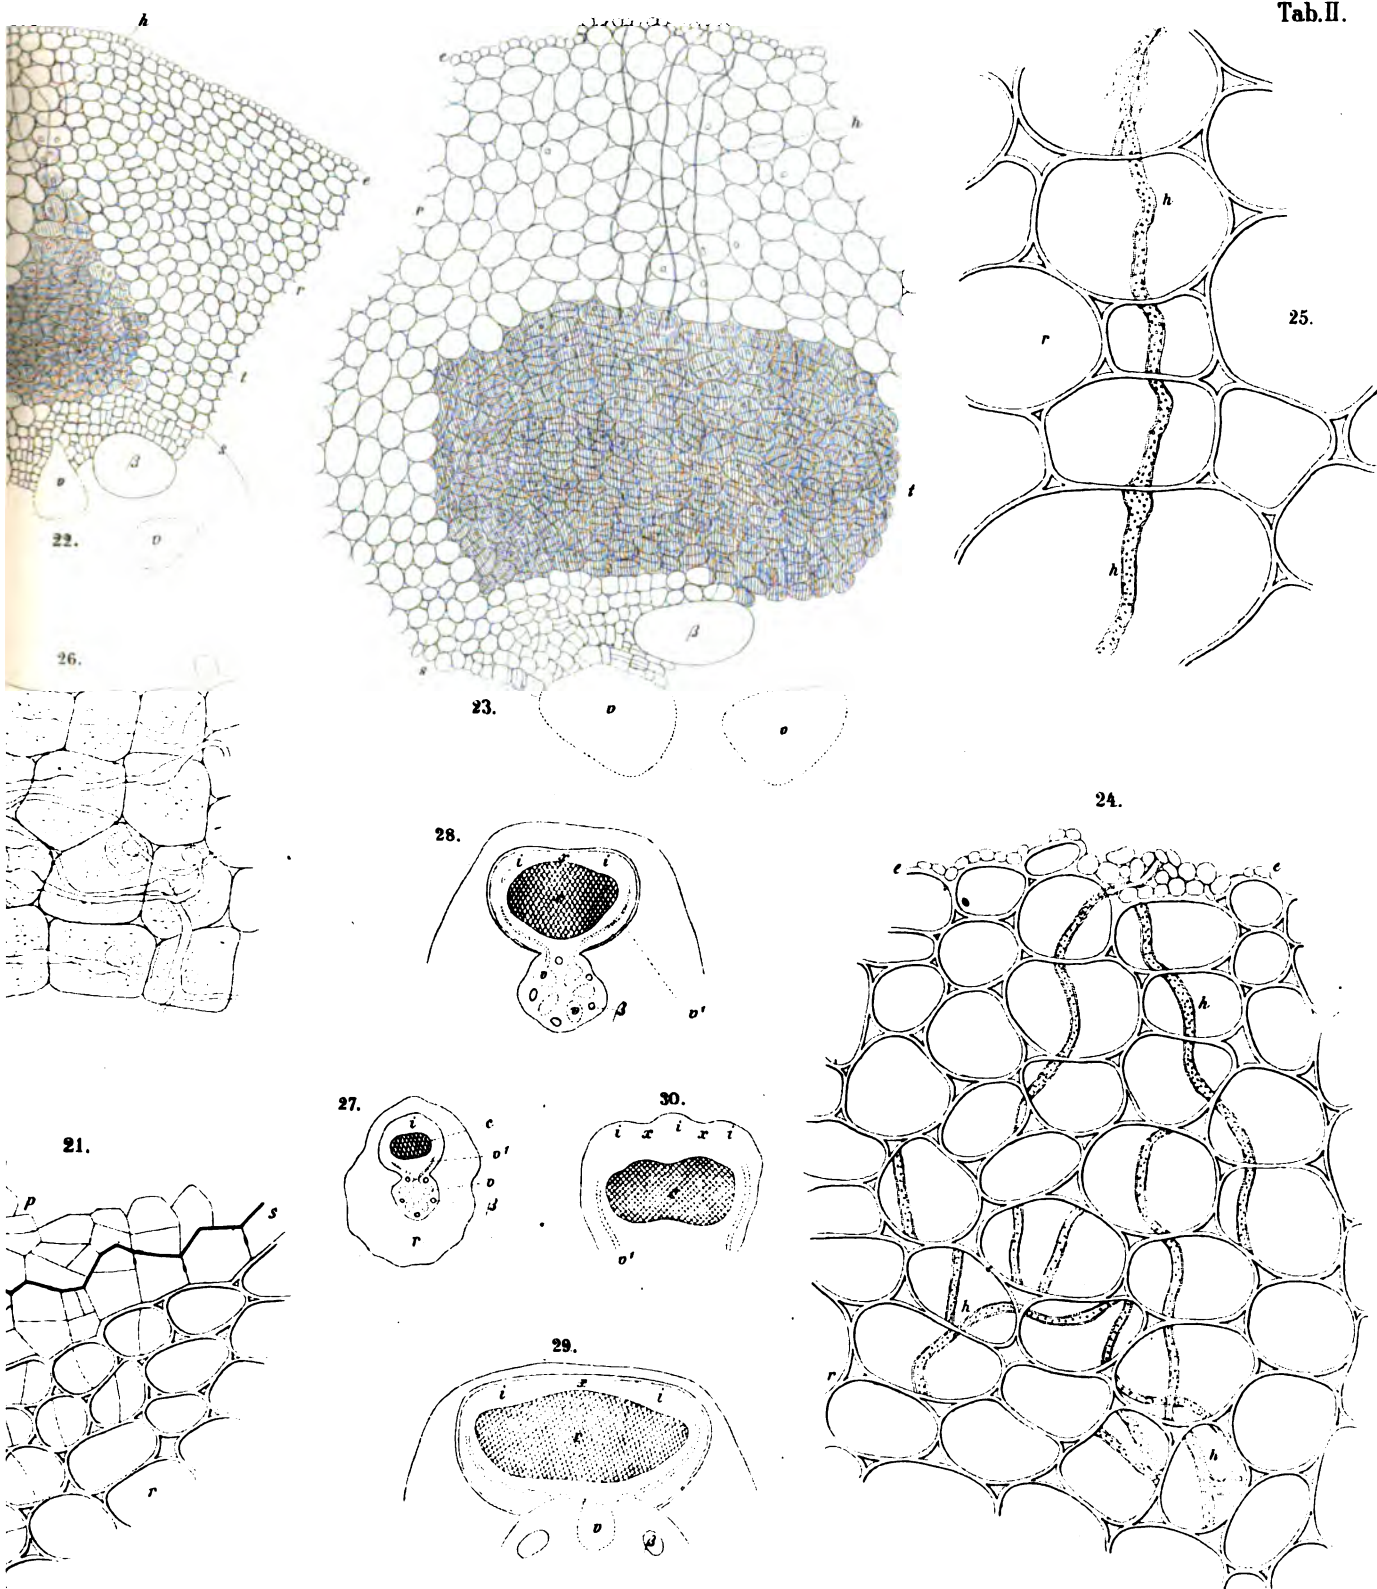 Tab. II.
h
e
r
t
s
β
v
v
22.
e
h
a
r
a
a
t
β
s
23.
v
v
h
r
25.
h
26.
24.
28.
i x i
v
β
v'
e
e
h
h
r
h
27.
i
e
v'
v
β
r
30.
i x i x i
v'
21.
p
s
r
29.
i x i
v
β